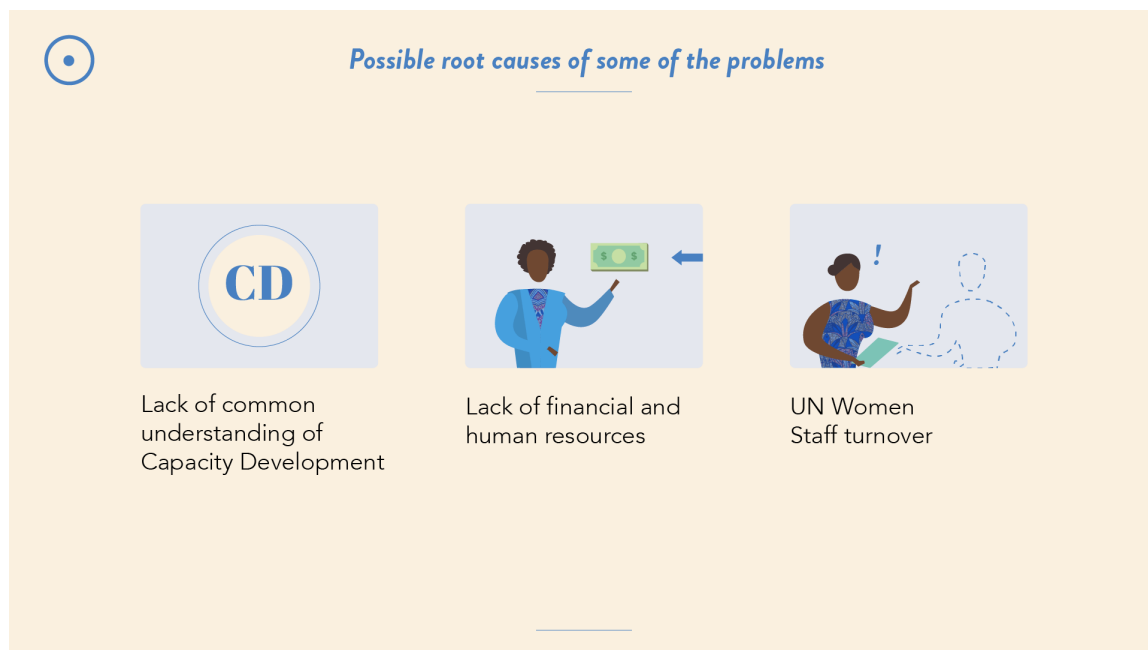 Possible root causes of some of the problems
CD
$ $
!
Lack of common
understanding of
Capacity Development
Lack of financial and
human resources
UN Women
Staff turnover